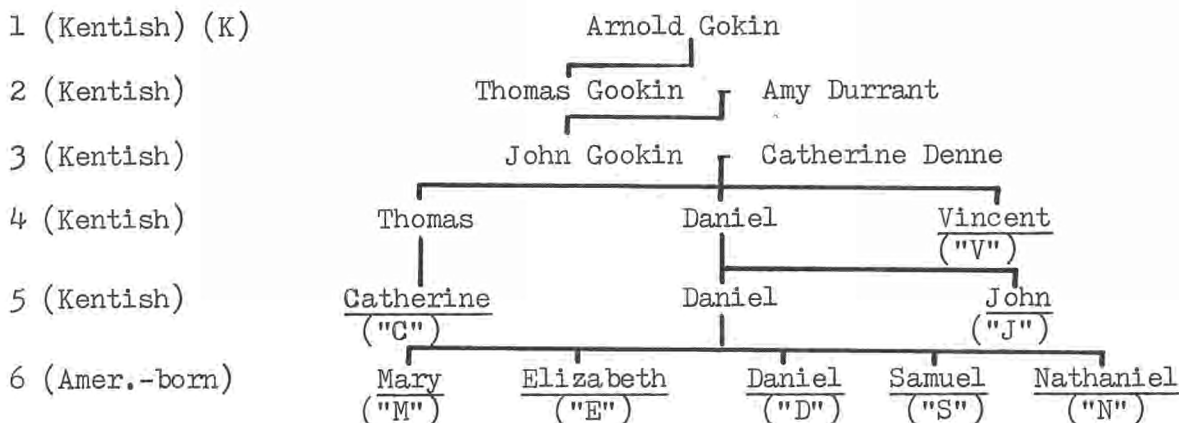 1 (Kentish) (K) Arnold Gokin
2 (Kentish) Thomas Gookin Amy Durrant
3 (Kentish) John Gookin Catherine Denne
4 (Kentish) Thomas Daniel Vincent
("V")
5 (Kentish) Catherine Daniel John
("C") ("J")
6 (Amer.-born) Mary Elizabeth Daniel Samuel Nathaniel
("M") ("E") ("D") ("S") ("N")